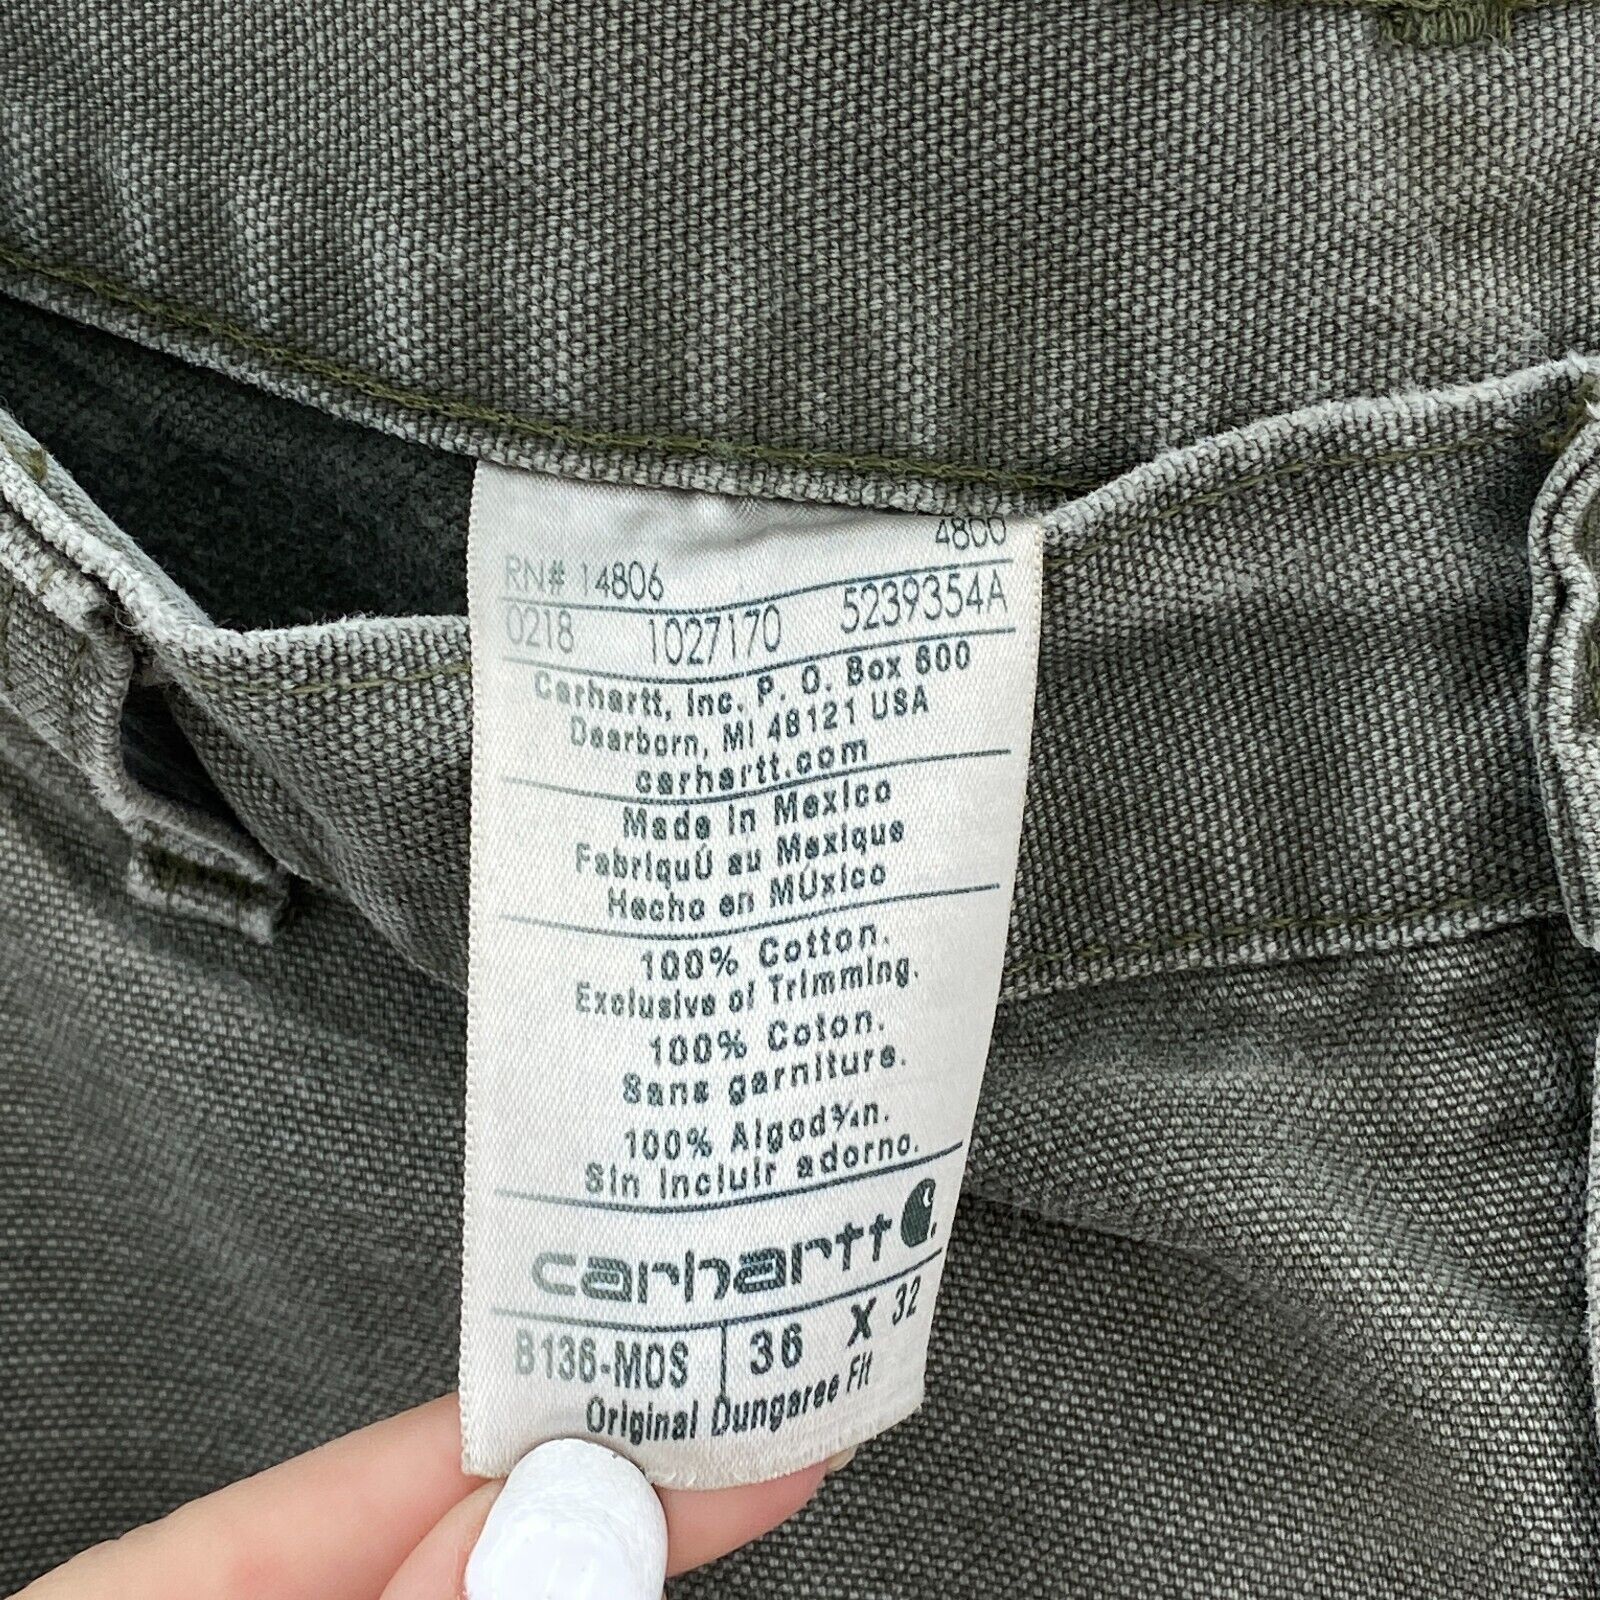 4800
RN# 14806
0218 1027170 5239354A
Carhartt, Inc. P. O. Box 600
Dearborn, MI 48121 USA
carhartt.com
Made in Mexico
FabriquÚ au Mexique
Hecho en MÚxico
100% Cotton.
Exclusive of Trimming.
100% Coton.
Sans garniture.
100% Algod¾n.
Sin incluir adorno.
carhartt
B136-MOS 36 X 32
Original Dungaree Fit